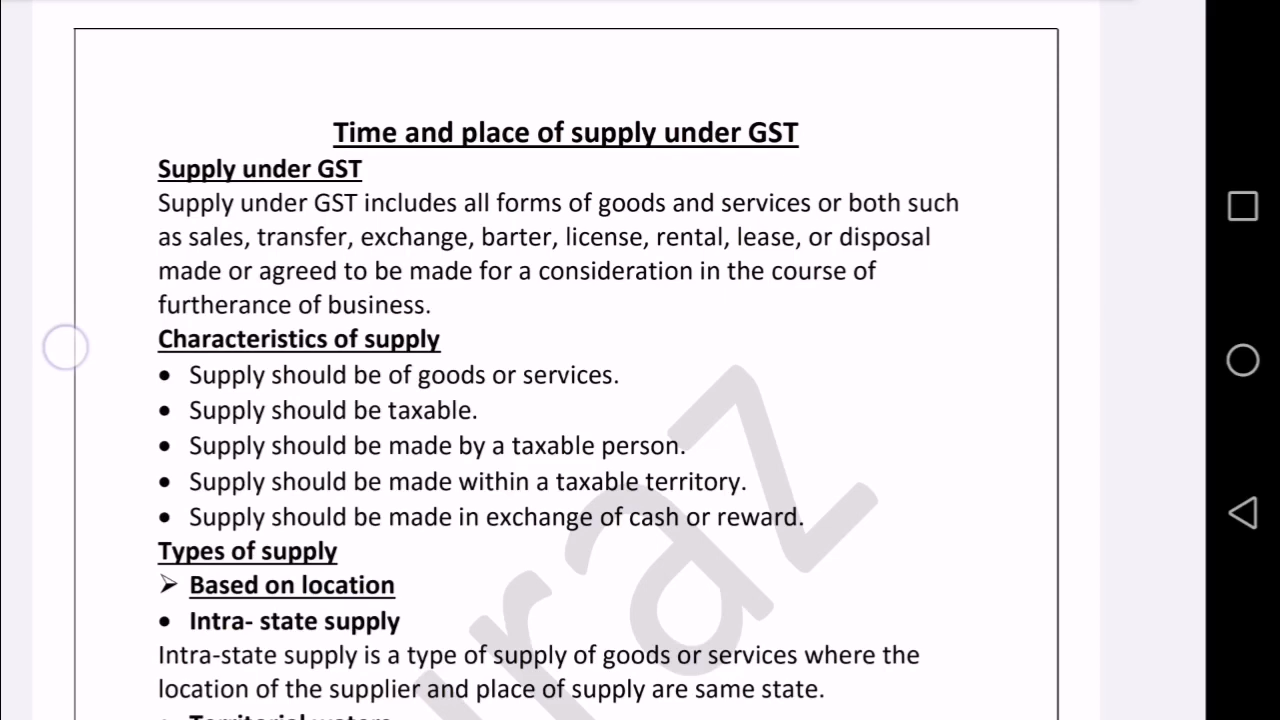 Time and place of supply under GST
Supply under GST
Supply under GST includes all forms of goods and services or both such
as sales, transfer, exchange, barter, license, rental, lease, or disposal
made or agreed to be made for a consideration in the course of
furtherance of business.
Characteristics of supply
• Supply should be of goods or services.
• Supply should be taxable.
• Supply should be made by a taxable person.
• Supply should be made within a taxable territory.
• Supply should be made in exchange of cash or reward.
Types of supply
➢ Based on location
• Intra- state supply
Intra-state supply is a type of supply of goods or services where the
location of the supplier and place of supply are same state.